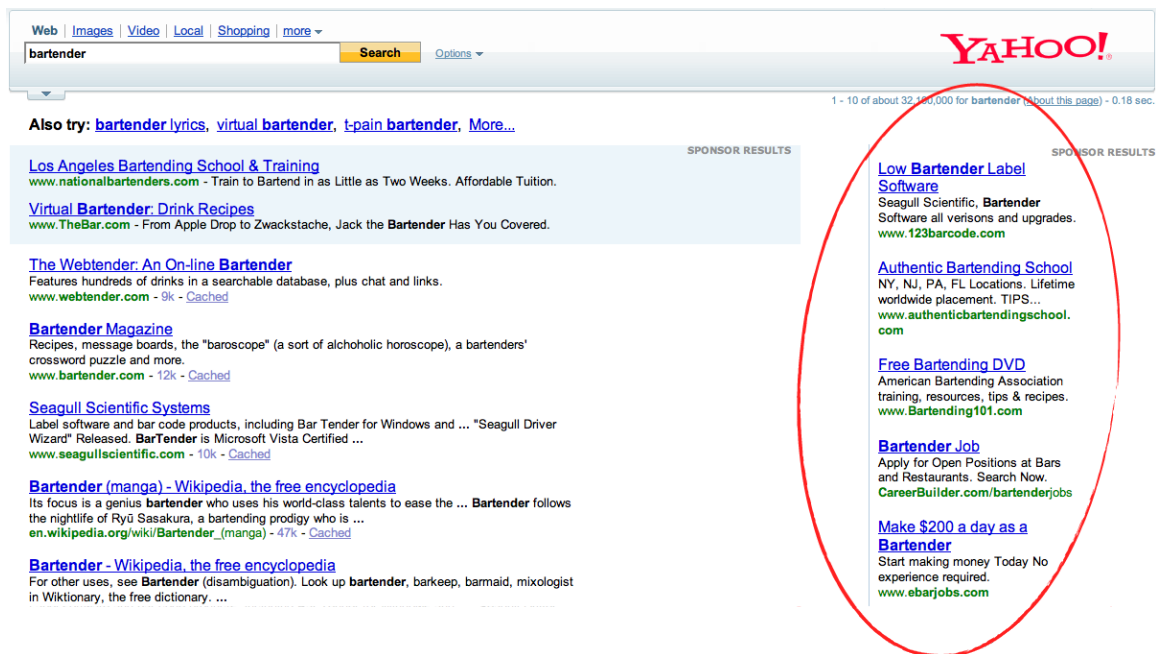 Web | Images | Video | Local | Shopping | more
bartender Search Options
YAHOO!
1 - 10 of about 32,100,000 for bartender (About this page) - 0.18 sec.
Also try: bartender lyrics, virtual bartender, t-pain bartender, More...
SPONSOR RESULTS
Los Angeles Bartending School & Training
www.nationalbartenders.com - Train to Bartend in as Little as Two Weeks. Affordable Tuition.
Virtual Bartender: Drink Recipes
www.TheBar.com - From Apple Drop to Zwackstache, Jack the Bartender Has You Covered.
The Webtender: An On-line Bartender
Features hundreds of drinks in a searchable database, plus chat and links.
www.webtender.com - 9k - Cached
Bartender Magazine
Recipes, message boards, the "baroscope" (a sort of alchoholic horoscope), a bartenders'
crossword puzzle and more.
www.bartender.com - 12k - Cached
Seagull Scientific Systems
Label software and bar code products, including Bar Tender for Windows and ... "Seagull Driver
Wizard" Released. BarTender is Microsoft Vista Certified ...
www.seagullscientific.com - 10k - Cached
Bartender (manga) - Wikipedia, the free encyclopedia
Its focus is a genius bartender who uses his world-class talents to ease the ... Bartender follows
the nightlife of Ryū Sasakura, a bartending prodigy who is ...
en.wikipedia.org/wiki/Bartender_(manga) - 47k - Cached
Bartender - Wikipedia, the free encyclopedia
For other uses, see Bartender (disambiguation). Look up bartender, barkeep, barmaid, mixologist
in Wiktionary, the free dictionary. ...
SPONSOR RESULTS
Low Bartender Label
Software
Seagull Scientific, Bartender
Software all verisons and upgrades.
www.123barcode.com
Authentic Bartending School
NY, NJ, PA, FL Locations. Lifetime
worldwide placement. TIPS...
www.authenticbartendingschool.
com
Free Bartending DVD
American Bartending Association
training, resources, tips & recipes.
www.Bartending101.com
Bartender Job
Apply for Open Positions at Bars
and Restaurants. Search Now.
CareerBuilder.com/bartenderjobs
Make $200 a day as a
Bartender
Start making money Today No
experience required.
www.ebarjobs.com